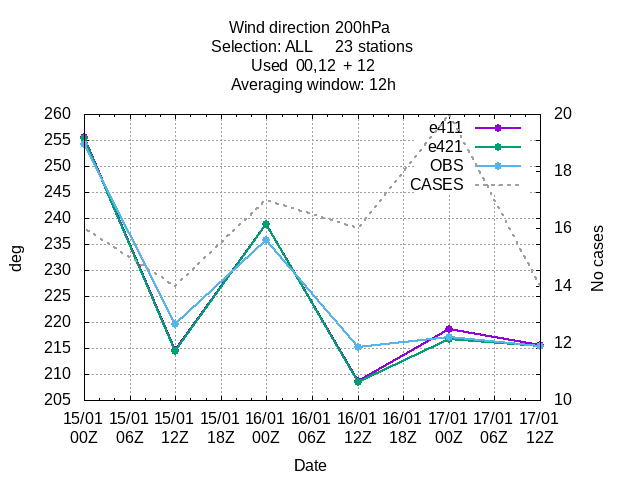 Wind direction 200hPa
Selection: ALL 23 stations
Used 00,12 + 12
Averaging window: 12h
260
255
250
245
240
235
230
225
220
215
210
205
deg
e411
e421
OBS
CASES
20
18
16
14
12
10
No cases
15/01 15/01 15/01 15/01 16/01 16/01 16/01 16/01 17/01 17/01 17/01
00Z 06Z 12Z 18Z 00Z 06Z 12Z 18Z 00Z 06Z 12Z
Date